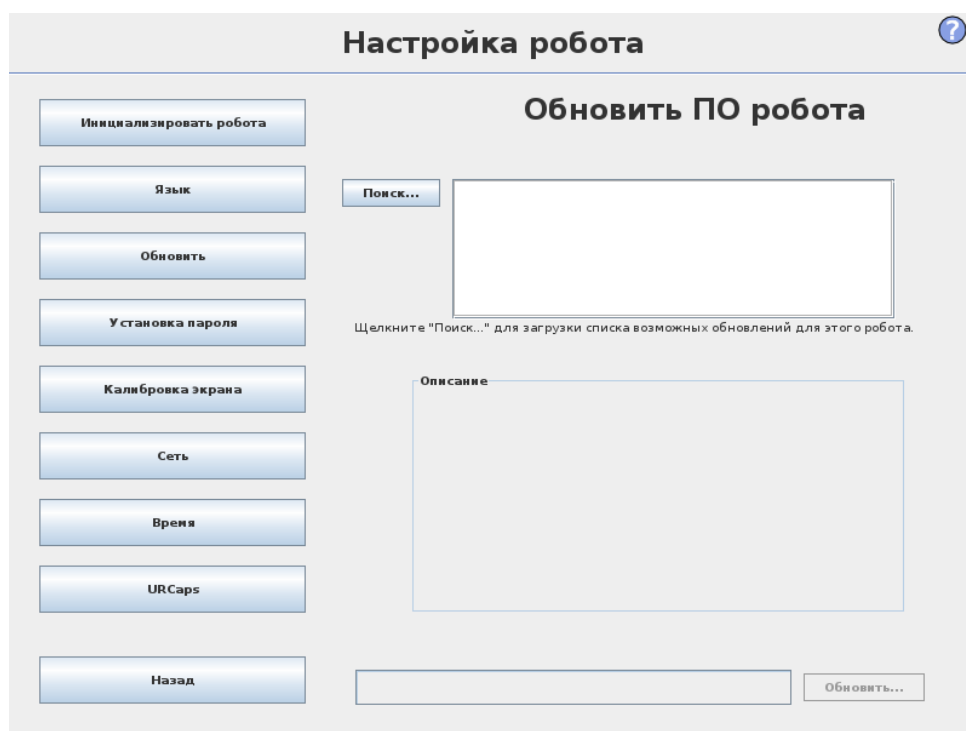 Настройка робота
?
Инициализировать робота
Язык
Обновить
Установка пароля
Калибровка экрана
Сеть
Время
URCaps
Назад
Обновить ПО робота
Поиск...
Щелкните "Поиск..." для загрузки списка возможных обновлений для этого робота.
Описание
Обновить...